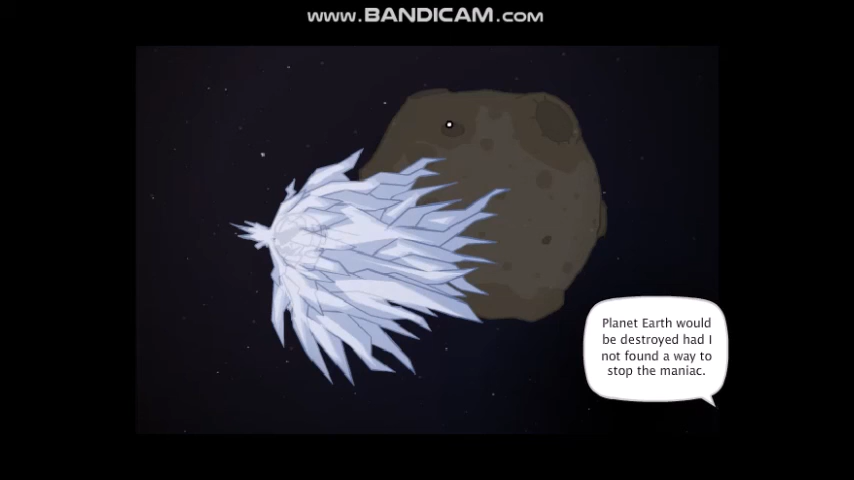 www.BANDICAM.com
Planet Earth would
be destroyed had I
not found a way to
stop the maniac.